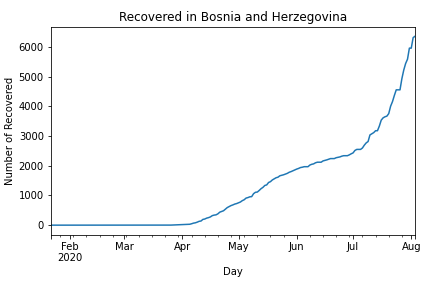 Recovered in Bosnia and Herzegovina
Number of Recovered
6000
5000
4000
3000
2000
1000
0
Feb Mar Apr May Jun Jul Aug
2020
Day